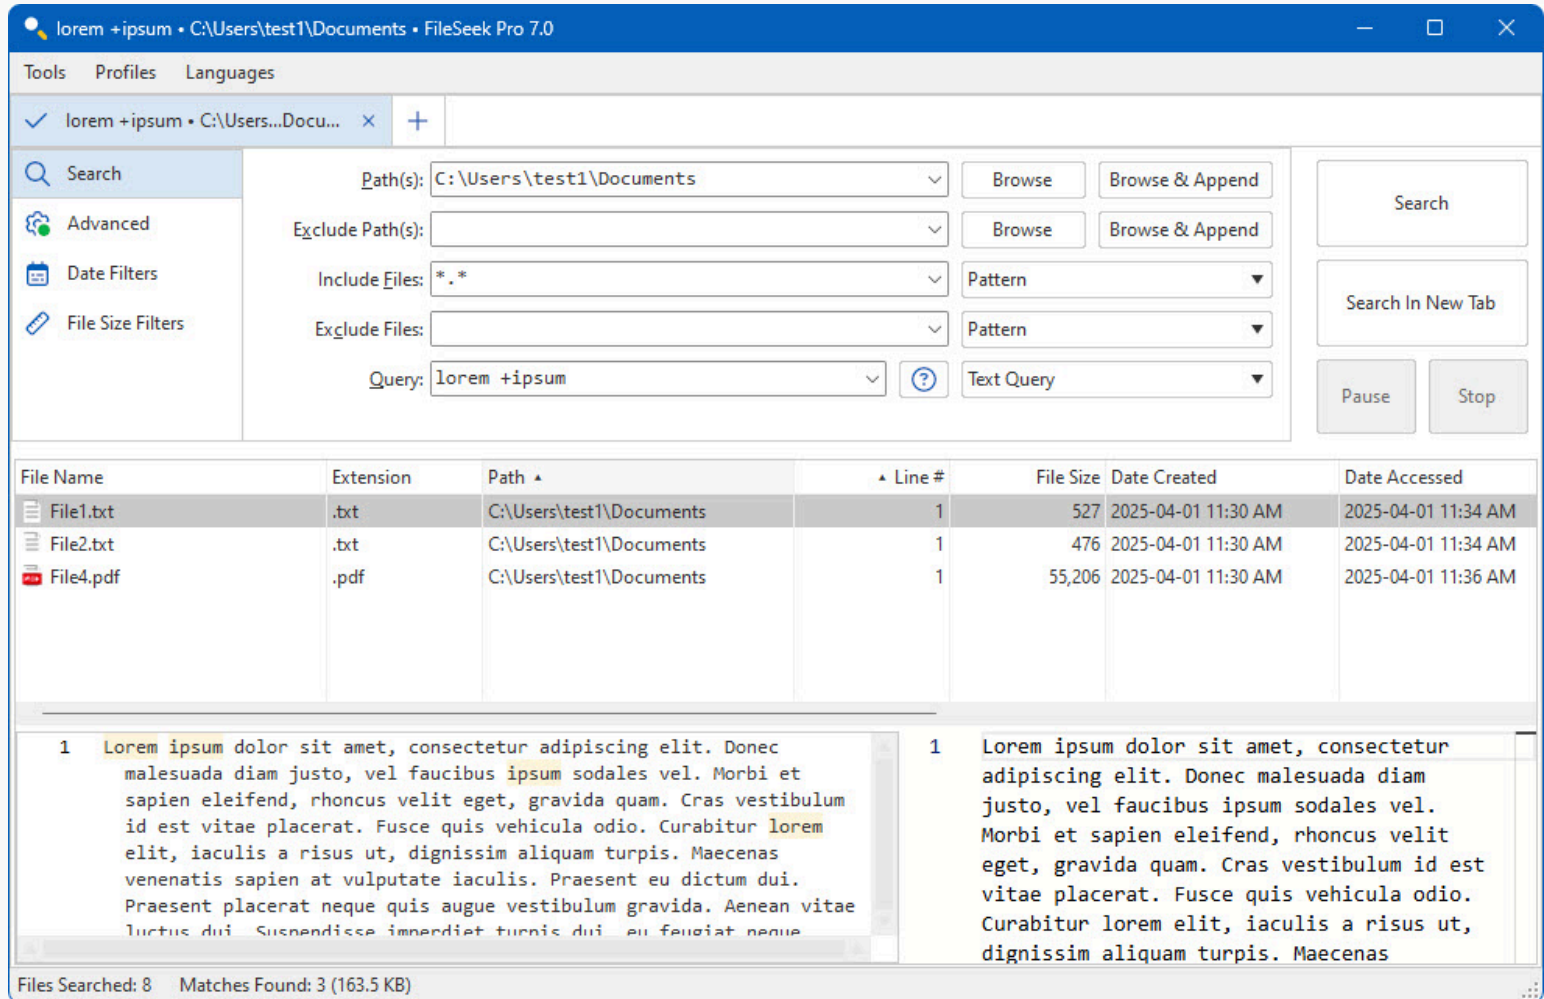 lorem +ipsum • C:\Users\test1\Documents • FileSeek Pro 7.0
Tools Profiles Languages
lorem +ipsum • C:\Users...Docu...
Search
Advanced
Date Filters
File Size Filters
Path(s): C:\Users\test1\Documents Browse Browse & Append
Exclude Path(s): Browse Browse & Append
Include Files: *.* Pattern
Exclude Files: Pattern
Query: lorem +ipsum Text Query
Search
Search In New Tab
Pause Stop
File Name Extension Path Line # File Size Date Created Date Accessed
File1.txt .txt C:\Users\test1\Documents 1 527 2025-04-01 11:30 AM 2025-04-01 11:34 AM
File2.txt .txt C:\Users\test1\Documents 1 476 2025-04-01 11:30 AM 2025-04-01 11:34 AM
File4.pdf .pdf C:\Users\test1\Documents 1 55,206 2025-04-01 11:30 AM 2025-04-01 11:36 AM
1 Lorem ipsum dolor sit amet, consectetur adipiscing elit. Donec
malesuada diam justo, vel faucibus ipsum sodales vel. Morbi et
sapien eleifend, rhoncus velit eget, gravida quam. Cras vestibulum
id est vitae placerat. Fusce quis vehicula odio. Curabitur lorem
elit, iaculis a risus ut, dignissim aliquam turpis. Maecenas
venenatis sapien at vulputate iaculis. Praesent eu dictum dui.
Praesent placerat neque quis augue vestibulum gravida. Aenean vitae
luctus dui. Suspendisse imperdiet turpis dui, eu feugiat neque
1 Lorem ipsum dolor sit amet, consectetur
adipiscing elit. Donec malesuada diam
justo, vel faucibus ipsum sodales vel.
Morbi et sapien eleifend, rhoncus velit
eget, gravida quam. Cras vestibulum id est
vitae placerat. Fusce quis vehicula odio.
Curabitur lorem elit, iaculis a risus ut,
dignissim aliquam turpis. Maecenas
Files Searched: 8 Matches Found: 3 (163.5 KB)